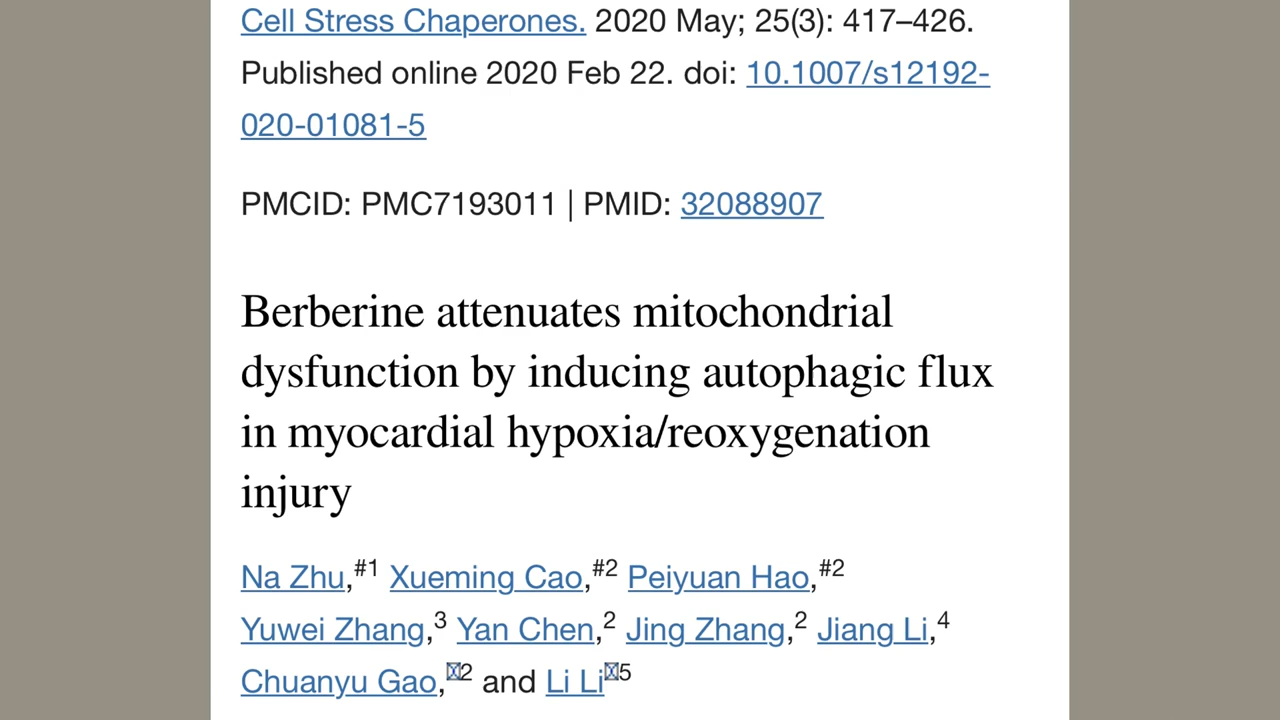 Cell Stress Chaperones. 2020 May; 25(3): 417–426.
Published online 2020 Feb 22. doi: 10.1007/s12192-
020-01081-5
PMCID: PMC7193011 | PMID: 32088907
Berberine attenuates mitochondrial
dysfunction by inducing autophagic flux
in myocardial hypoxia/reoxygenation
injury
Na Zhu,#1 Xueming Cao,#2 Peiyuan Hao,#2
Yuwei Zhang,3 Yan Chen,2 Jing Zhang,2 Jiang Li,4
Chuanyu Gao,2 and Li Li5